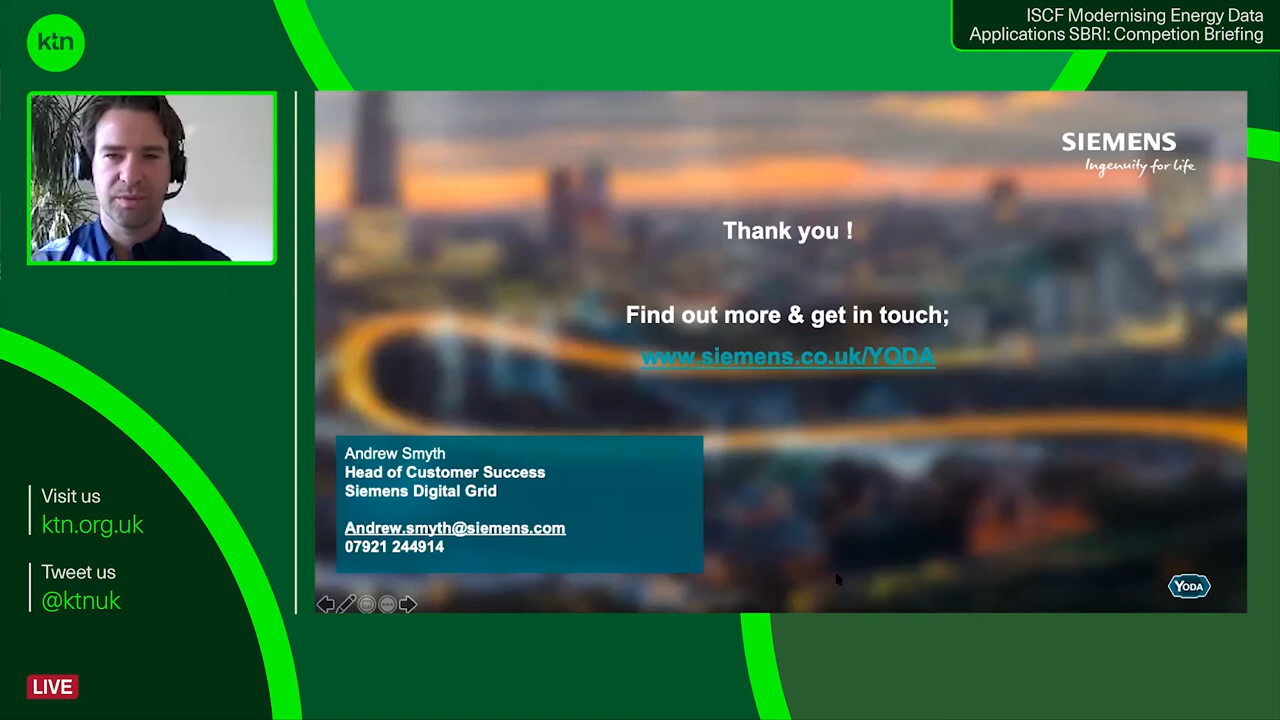 ktn
ISCF Modernising Energy Data
Applications SBRI: Competion Briefing
SIEMENS
Ingenuity for life
Thank you !
Find out more & get in touch;
www.siemens.co.uk/YODA
Andrew Smyth
Head of Customer Success
Siemens Digital Grid
Andrew.smyth@siemens.com
07921 244914
YODA
Visit us
ktn.org.uk
Tweet us
@ktnuk
LIVE